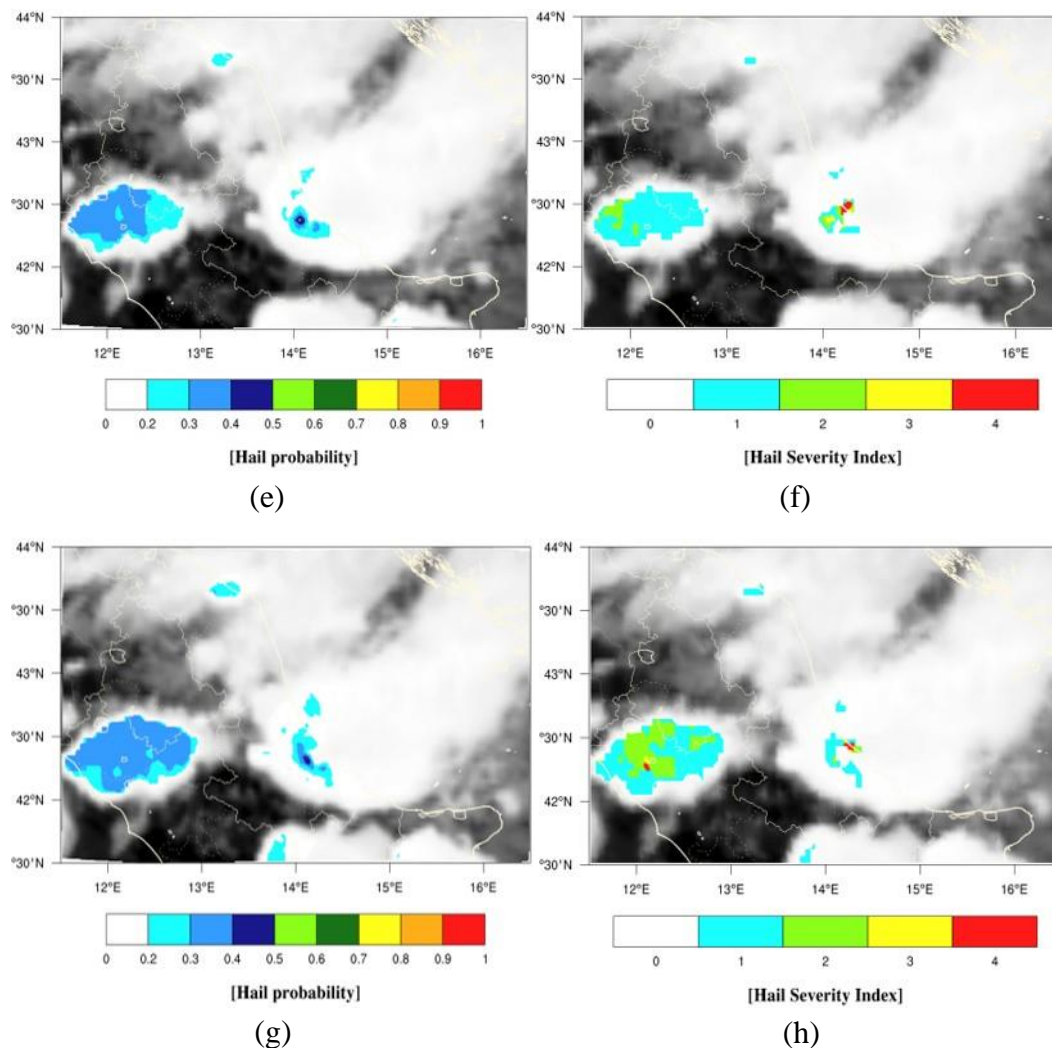 44°N 44°N
°30'N °30'N
43°N 43°N
°30'N °30'N
42°N 42°N
°30'N °30'N
12°E 13°E 14°E 15°E 16°E 12°E 13°E 14°E 15°E 16°E
0 0.2 0.3 0.4 0.5 0.6 0.7 0.8 0.9 1 0 1 2 3 4
[Hail probability] [Hail Severity Index]
(e) (f)
44°N 44°N
°30'N °30'N
43°N 43°N
°30'N °30'N
42°N 42°N
°30'N °30'N
12°E 13°E 14°E 15°E 16°E 12°E 13°E 14°E 15°E 16°E
0 0.2 0.3 0.4 0.5 0.6 0.7 0.8 0.9 1 0 1 2 3 4
[Hail probability] [Hail Severity Index]
(g) (h)